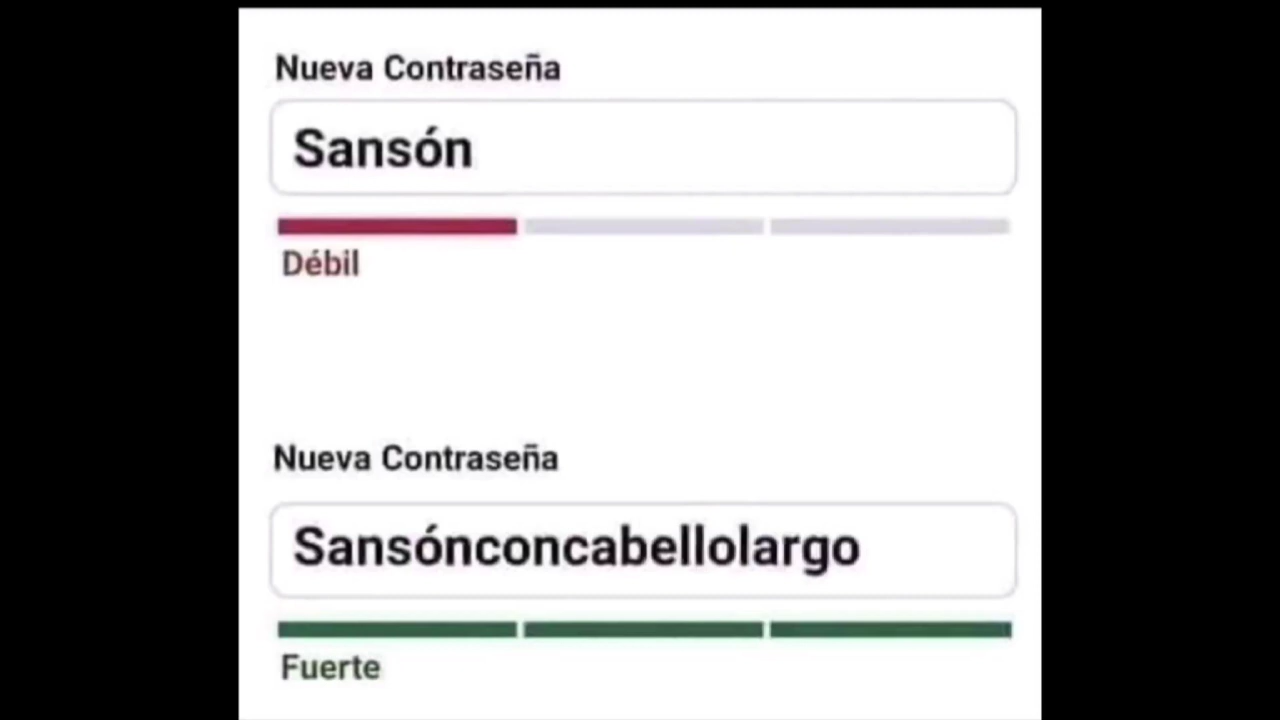 Nueva Contraseña
Sansón
Débil
Nueva Contraseña
Sansónconcabellolargo
Fuerte